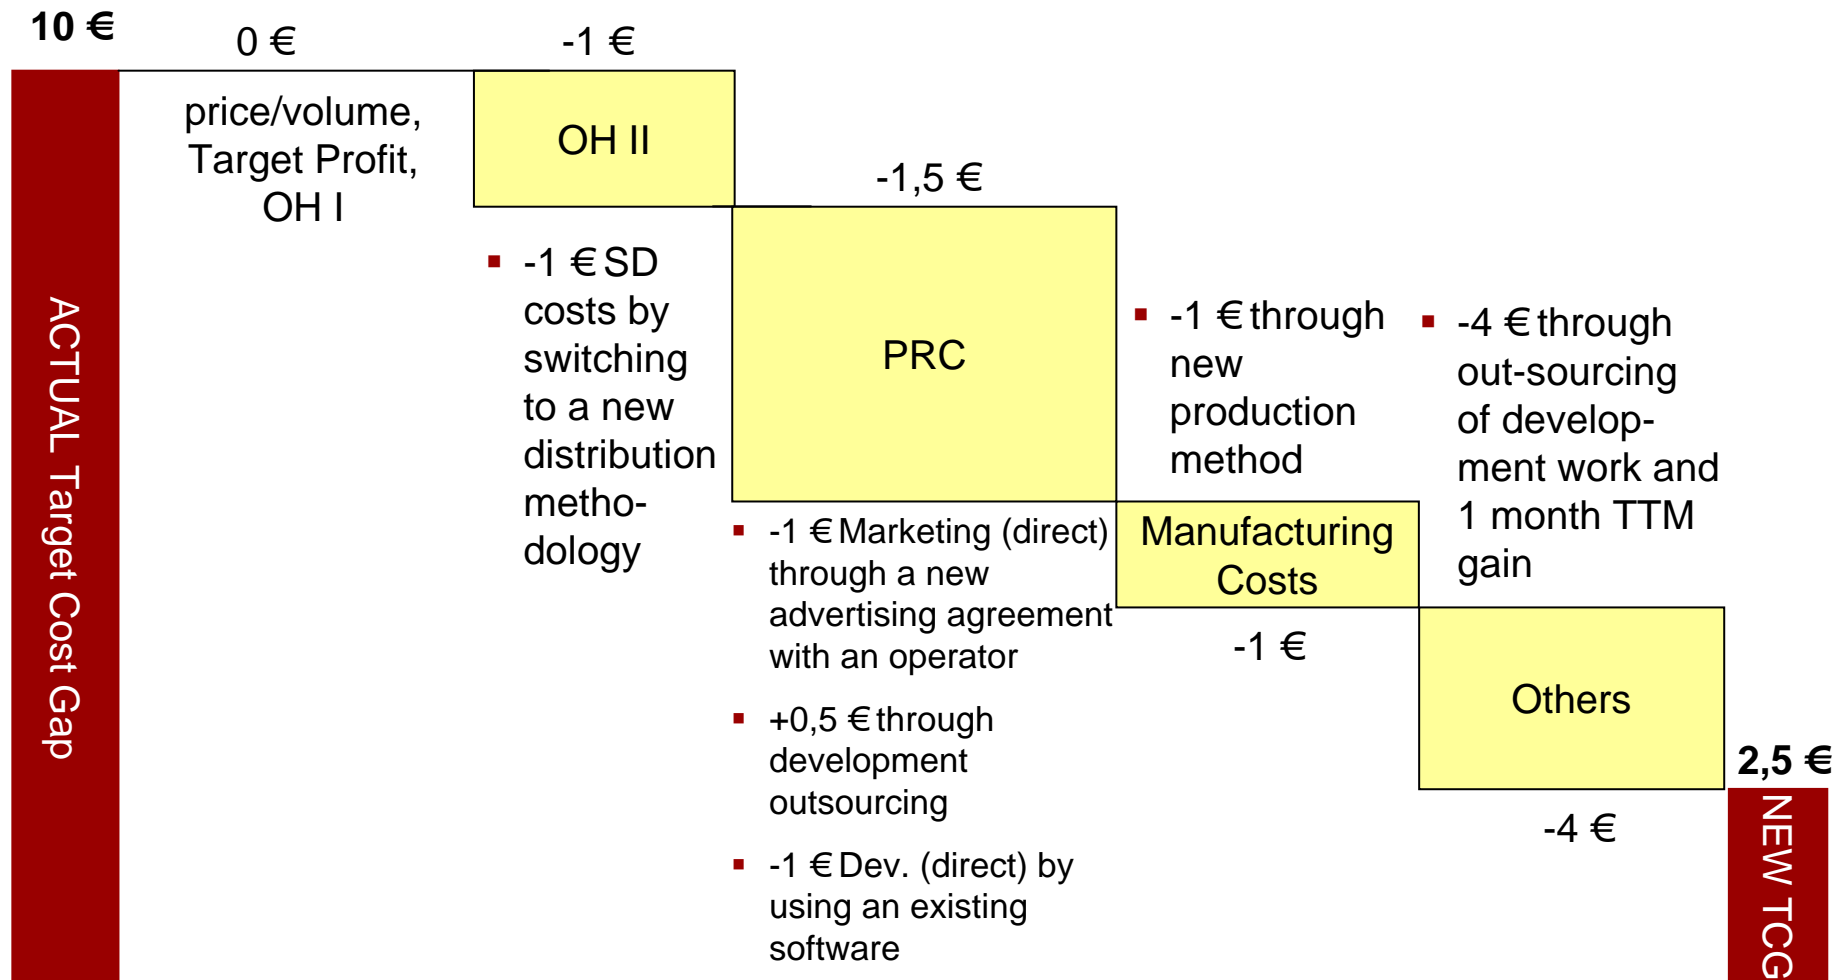 10 €
ACTUAL Target Cost Gap
0 €
price/volume,
Target Profit,
OH I
-1 €
OH II
▪ -1 € SD
costs by
switching
to a new
distribution
metho-
dology
-1,5 €
PRC
▪ -1 € Marketing (direct)
through a new
advertising agreement
with an operator
▪ +0,5 € through
development
outsourcing
▪ -1 € Dev. (direct) by
using an existing
software
▪ -1 € through
new
production
method
Manufacturing
Costs
-1 €
▪ -4 € through
out-sourcing
of develop-
ment work and
1 month TTM
gain
Others
-4 €
2,5 €
NEW TCG